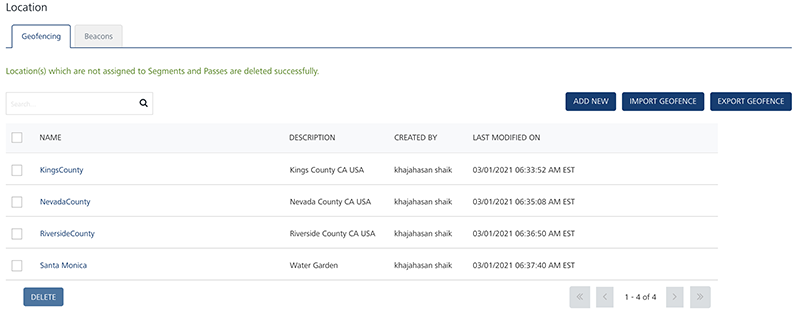 Location
Geofencing Beacons
Location(s) which are not assigned to Segments and Passes are deleted successfully.
Search... ADD NEW IMPORT GEOFENCE EXPORT GEOFENCE
NAME DESCRIPTION CREATED BY LAST MODIFIED ON
KingsCounty Kings County CA USA khajahasan shaik 03/01/2021 06:33:52 AM EST
NevadaCounty Nevada County CA USA khajahasan shaik 03/01/2021 06:35:08 AM EST
RiversideCounty Riverside County CA USA khajahasan shaik 03/01/2021 06:36:50 AM EST
Santa Monica Water Garden khajahasan shaik 03/01/2021 06:37:40 AM EST
DELETE « ‹ 1 - 4 of 4 › »